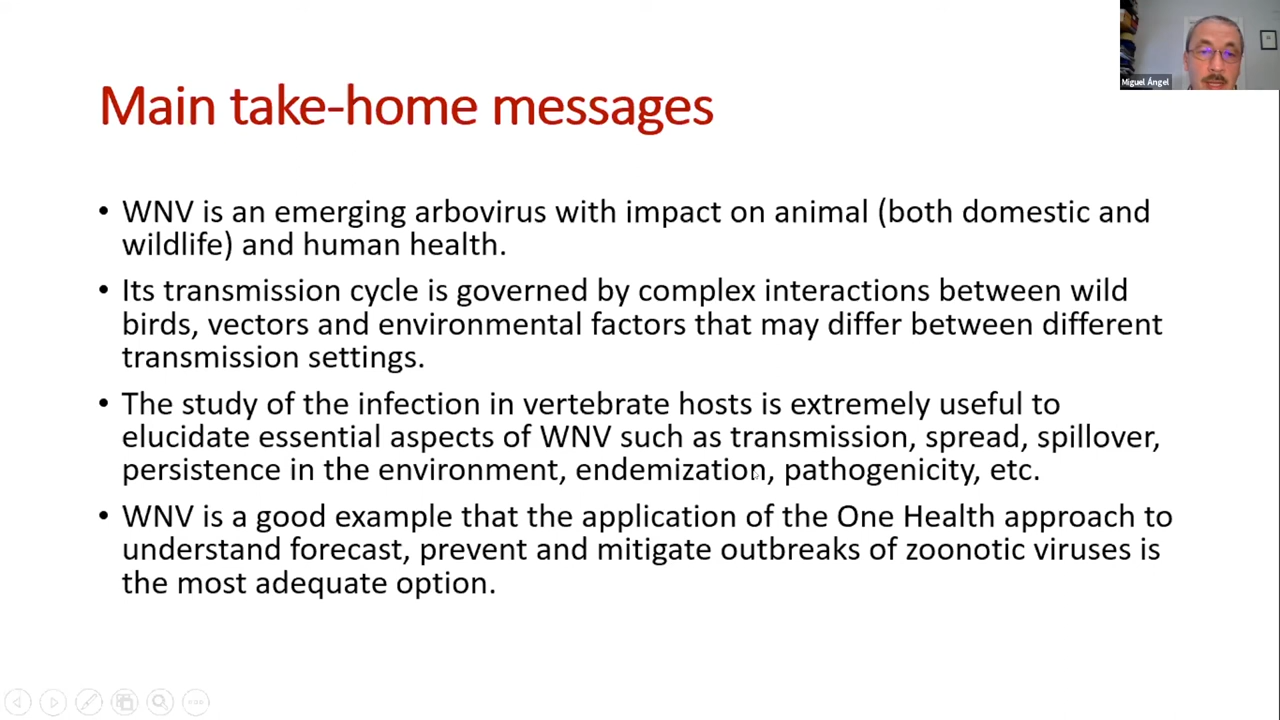 Main take-home messages
Miguel Ángel
• WNV is an emerging arbovirus with impact on animal (both domestic and
wildlife) and human health.
• Its transmission cycle is governed by complex interactions between wild
birds, vectors and environmental factors that may differ between different
transmission settings.
• The study of the infection in vertebrate hosts is extremely useful to
elucidate essential aspects of WNV such as transmission, spread, spillover,
persistence in the environment, endemization, pathogenicity, etc.
• WNV is a good example that the application of the One Health approach to
understand forecast, prevent and mitigate outbreaks of zoonotic viruses is
the most adequate option.